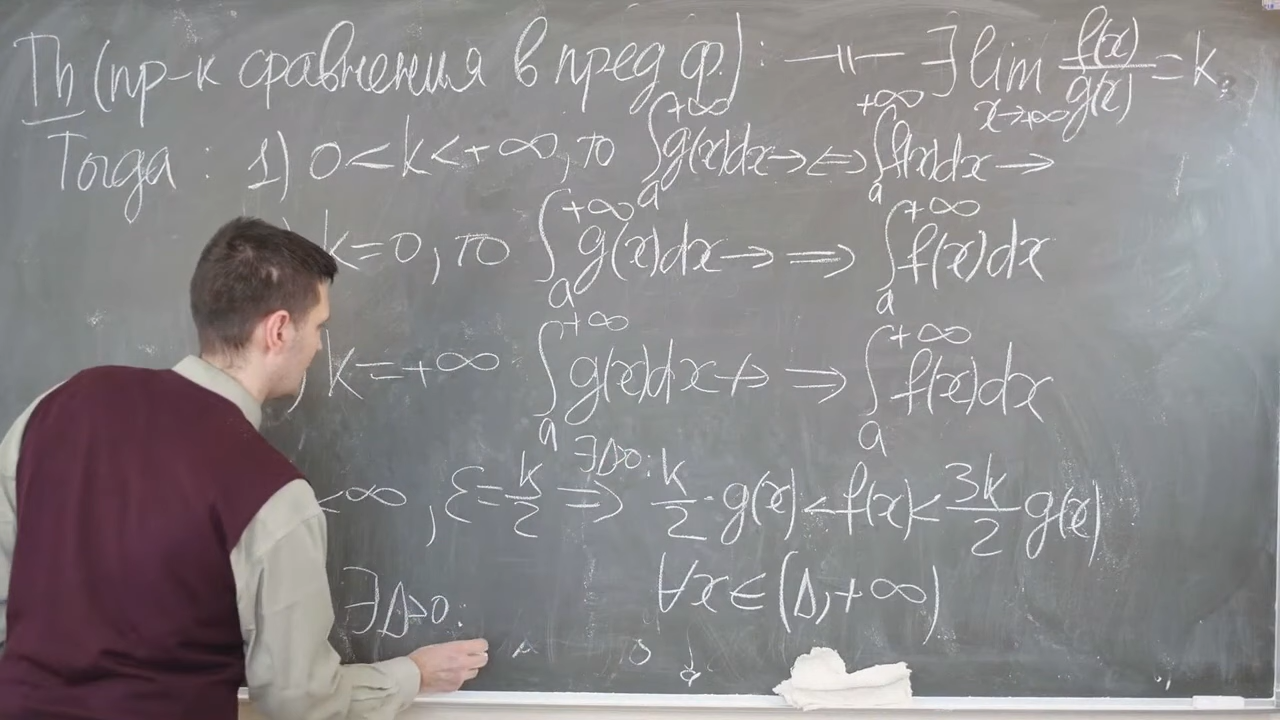 Th (пр-к сравнения в пред ф.): –||– ∃ lim_{x→+∞} f(x)/g(x) = k,
Тогда : 1) 0<k<+∞, то ∫_a^{+∞} g(x)dx → ⇔ ∫_a^{+∞} f(x)dx →
) k=0, то ∫_a^{+∞} g(x)dx → ⇒ ∫_a^{+∞} f(x)dx
) k=+∞ ∫_a^{+∞} g(x)dx ↛ ⇒ ∫_a^{+∞} f(x)dx
<∞, ε=k/2 ⇒ ∃Δ>0: k/2·g(x)<f(x)<3k/2 g(x)
∀x∈(Δ,+∞)
∃Δ>0: